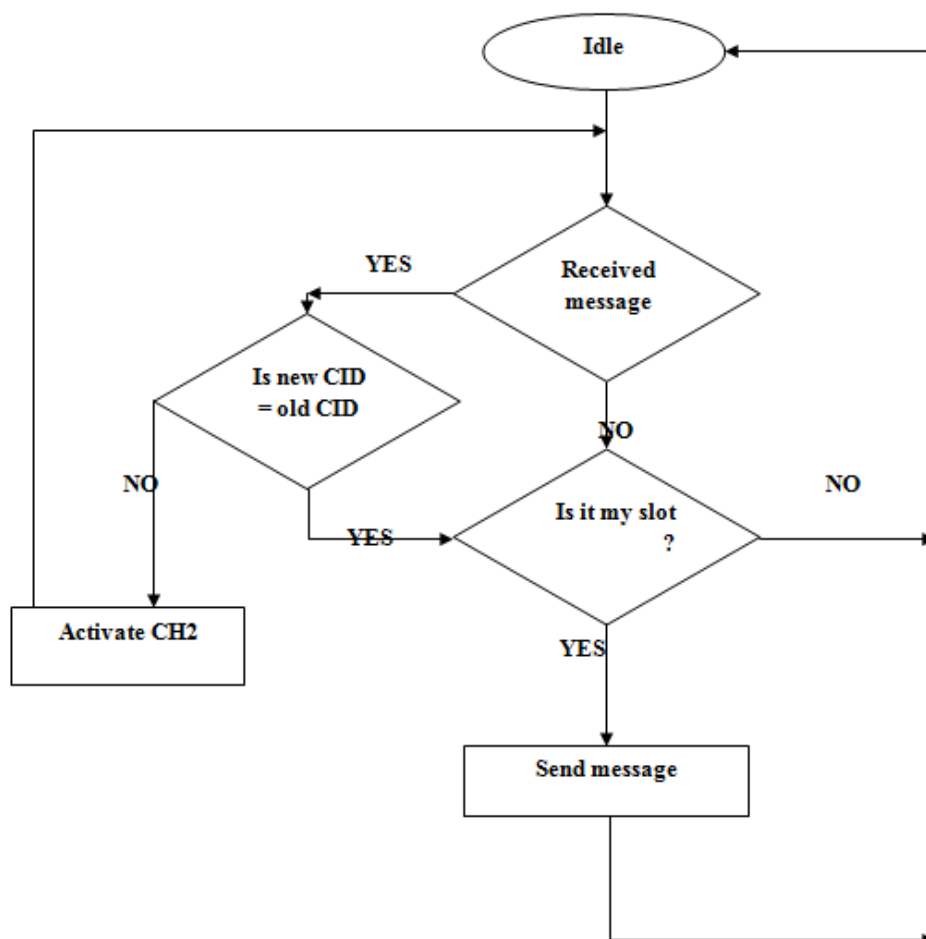 Idle
YES
Received
message
Is new CID
= old CID
NO
NO
NO
Is it my slot
?
YES
Activate CH2
YES
Send message